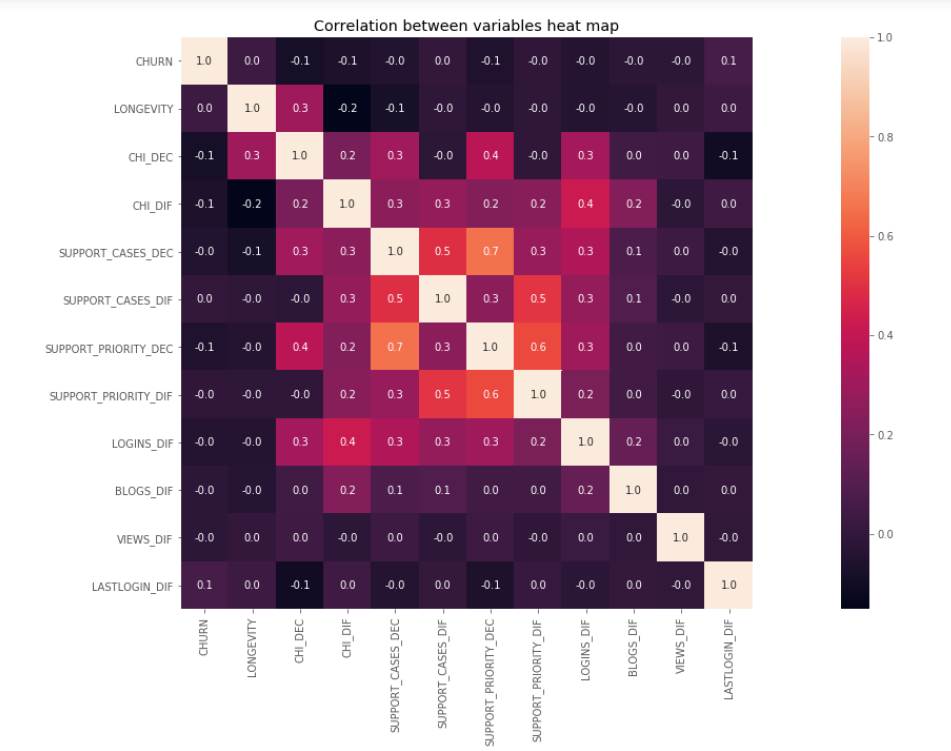 Correlation between variables heat map
CHURN 1.0 0.0 -0.1 -0.1 -0.0 0.0 -0.1 -0.0 -0.0 -0.0 -0.0 0.1
LONGEVITY 0.0 1.0 0.3 -0.2 -0.1 -0.0 -0.0 -0.0 -0.0 -0.0 0.0 0.0
CHI_DEC -0.1 0.3 1.0 0.2 0.3 -0.0 0.4 -0.0 0.3 0.0 0.0 -0.1
CHI_DIF -0.1 -0.2 0.2 1.0 0.3 0.3 0.2 0.2 0.4 0.2 -0.0 0.0
SUPPORT_CASES_DEC -0.0 -0.1 0.3 0.3 1.0 0.5 0.7 0.3 0.3 0.1 0.0 -0.0
SUPPORT_CASES_DIF 0.0 -0.0 -0.0 0.3 0.5 1.0 0.3 0.5 0.3 0.1 -0.0 0.0
SUPPORT_PRIORITY_DEC -0.1 -0.0 0.4 0.2 0.7 0.3 1.0 0.6 0.3 0.0 0.0 -0.1
SUPPORT_PRIORITY_DIF -0.0 -0.0 -0.0 0.2 0.3 0.5 0.6 1.0 0.2 0.0 -0.0 0.0
LOGINS_DIF -0.0 -0.0 0.3 0.4 0.3 0.3 0.3 0.2 1.0 0.2 0.0 -0.0
BLOGS_DIF -0.0 -0.0 0.0 0.2 0.1 0.1 0.0 0.0 0.2 1.0 0.0 0.0
VIEWS_DIF -0.0 0.0 0.0 -0.0 0.0 -0.0 0.0 -0.0 0.0 0.0 1.0 -0.0
LASTLOGIN_DIF 0.1 0.0 -0.1 0.0 -0.0 0.0 -0.1 0.0 -0.0 0.0 -0.0 1.0
CHURN
LONGEVITY
CHI_DEC
CHI_DIF
SUPPORT_CASES_DEC
SUPPORT_CASES_DIF
SUPPORT_PRIORITY_DEC
SUPPORT_PRIORITY_DIF
LOGINS_DIF
BLOGS_DIF
VIEWS_DIF
LASTLOGIN_DIF
1.0
0.8
0.6
0.4
0.2
0.0